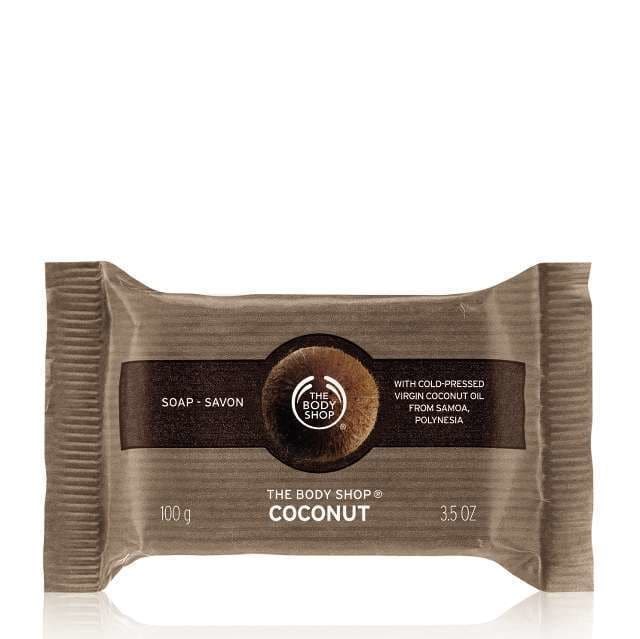 SOAP - SAVON
THE
BODY
SHOP®
WITH COLD-PRESSED
VIRGIN COCONUT OIL
FROM SAMOA,
POLYNESIA
THE BODY SHOP®
COCONUT
100 g
3.5 OZ